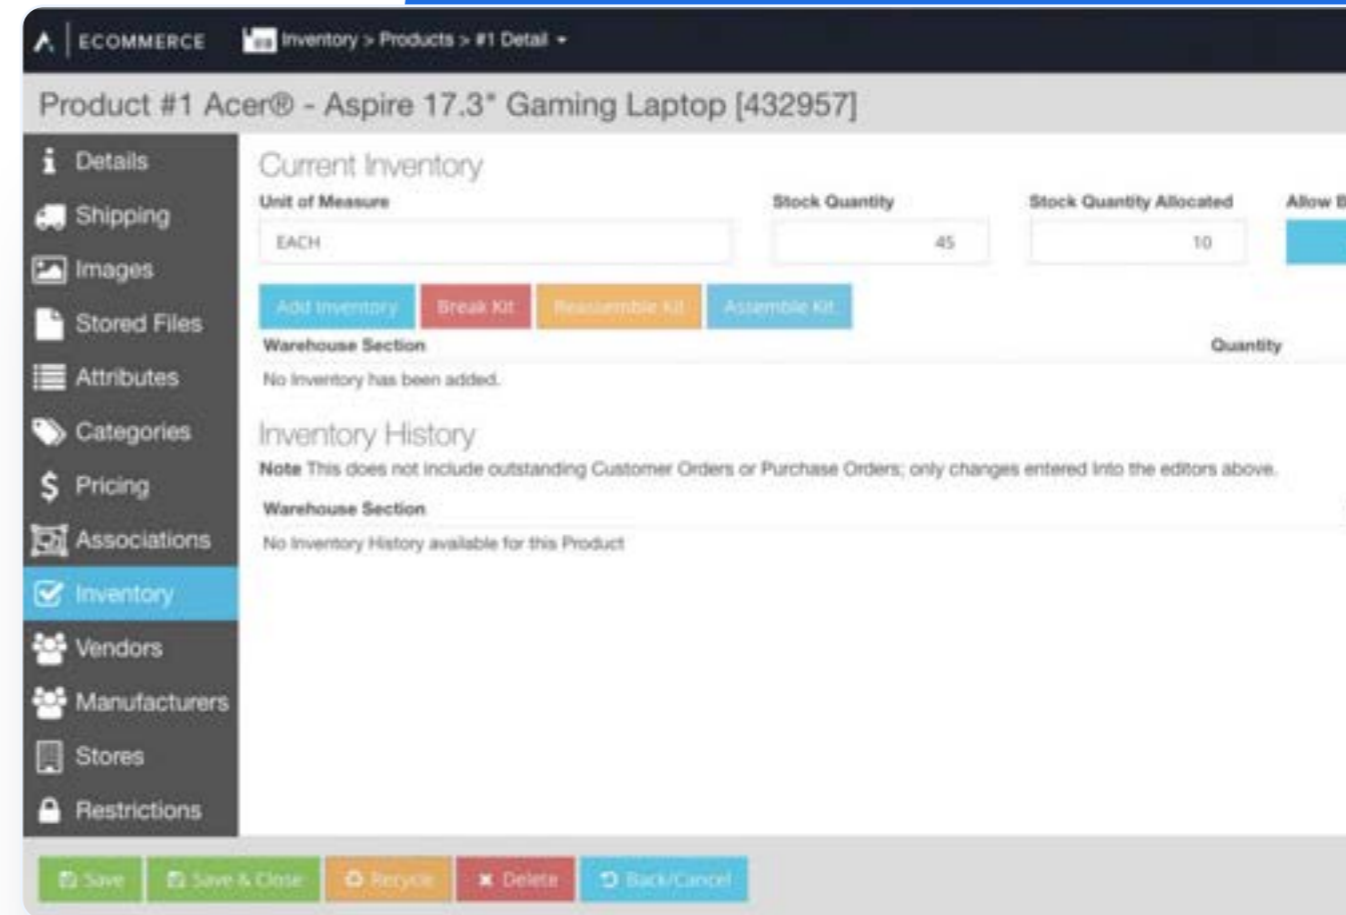 ECOMMERCE Inventory > Products > #1 Detail
Product #1 Acer® - Aspire 17.3" Gaming Laptop [432957]
Details
Shipping
Images
Stored Files
Attributes
Categories
Pricing
Associations
Inventory
Vendors
Manufacturers
Stores
Restrictions
Current Inventory
Unit of Measure Stock Quantity Stock Quantity Allocated Allow B
EACH 45 10
Add Inventory Break Kit Reassemble Kit Assemble Kit
Warehouse Section Quantity
No Inventory has been added.
Inventory History
Note This does not include outstanding Customer Orders or Purchase Orders; only changes entered into the editors above.
Warehouse Section
No Inventory History available for this Product
Save Save & Close Recycle Delete Back/Cancel